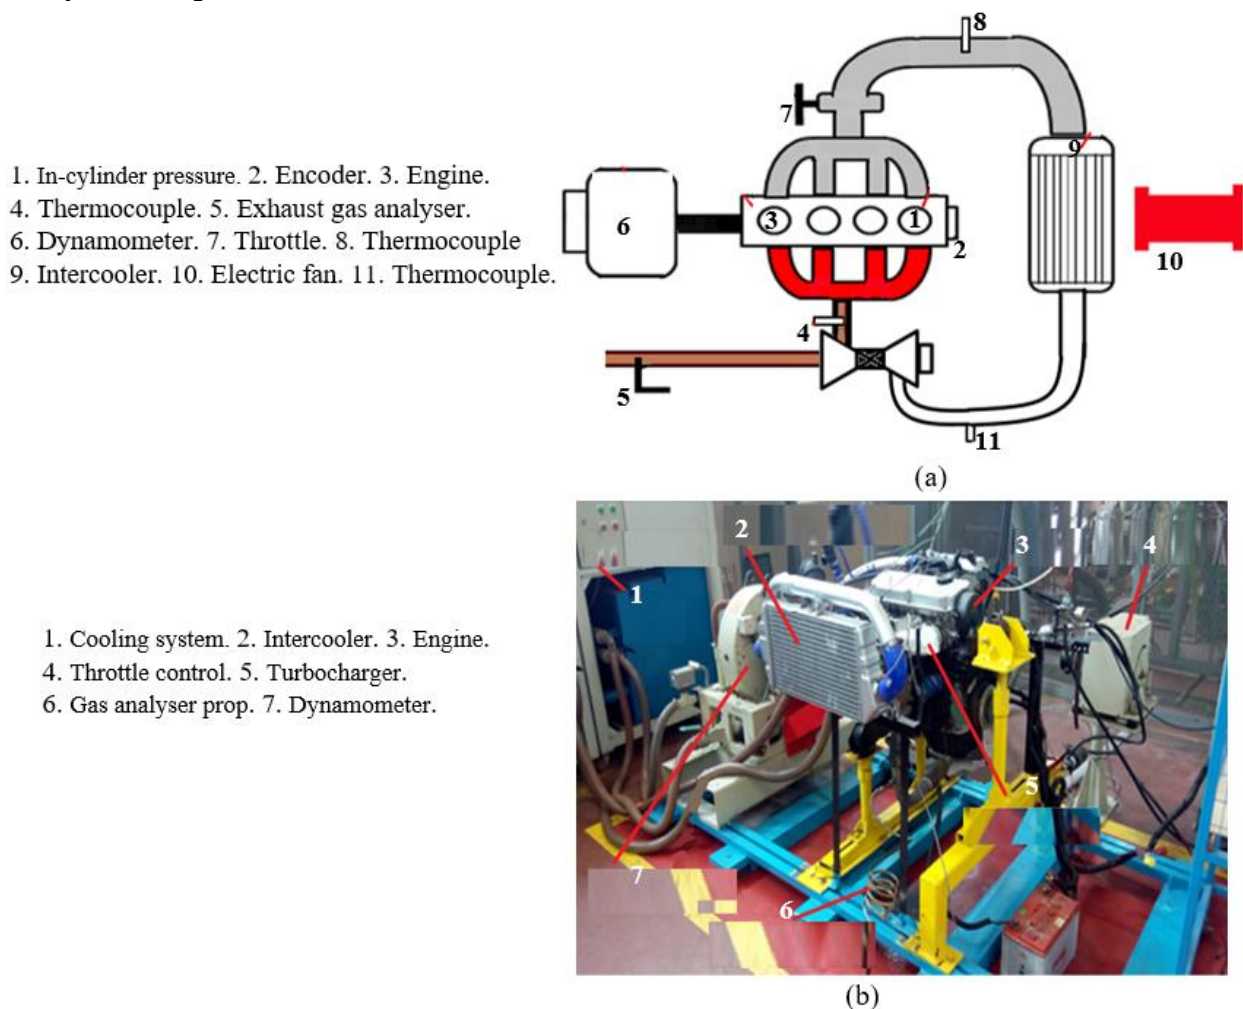 1. In-cylinder pressure. 2. Encoder. 3. Engine.
4. Thermocouple. 5. Exhaust gas analyser.
6. Dynamometer. 7. Throttle. 8. Thermocouple
9. Intercooler. 10. Electric fan. 11. Thermocouple.
8
7
9
3
1
6
2
10
4
5
11
(a)
1. Cooling system. 2. Intercooler. 3. Engine.
4. Throttle control. 5. Turbocharger.
6. Gas analyser prop. 7. Dynamometer.
2
3
4
1
5
7
6
(b)